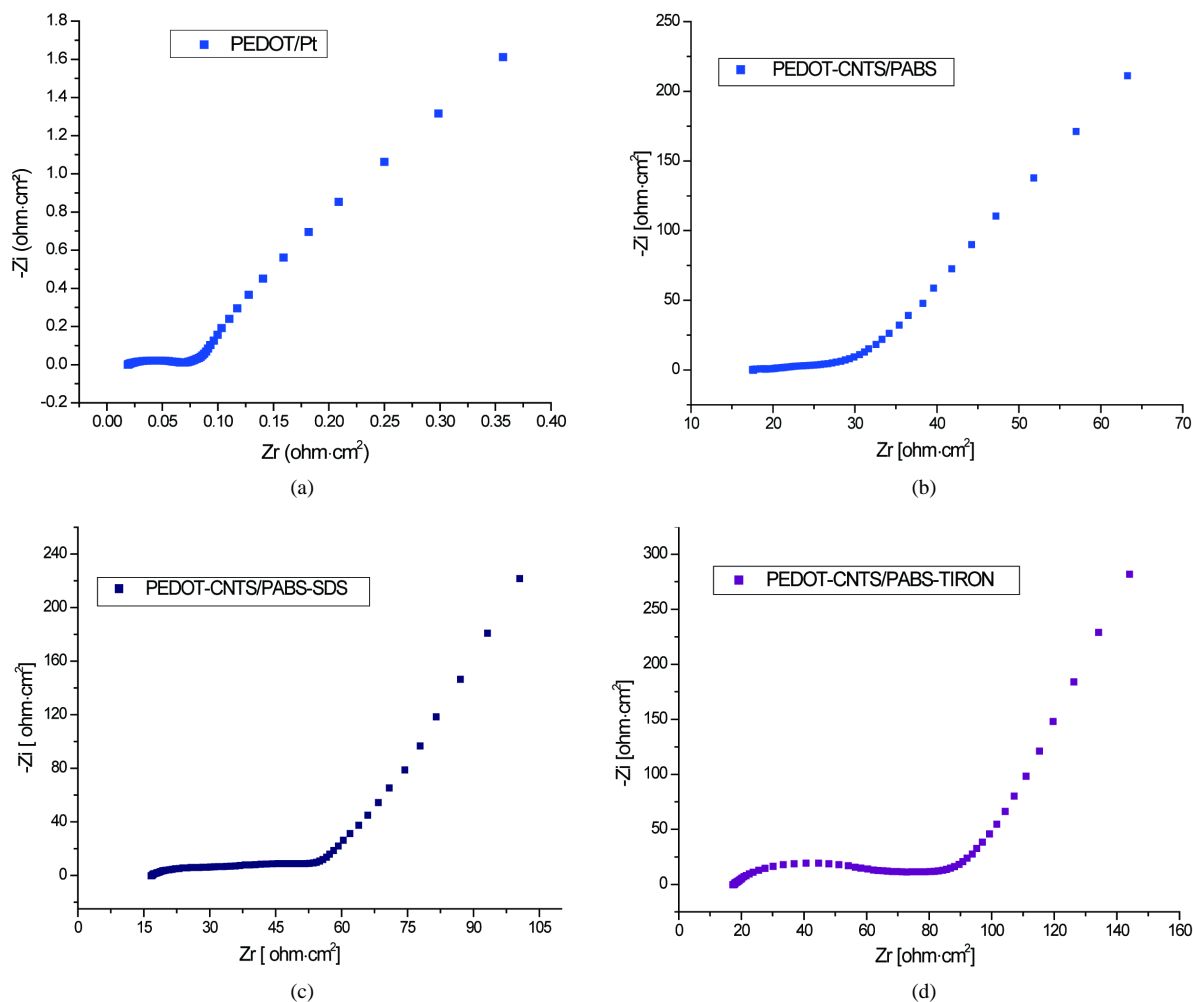 PEDOT/Pt
-Zi (ohm·cm²)
1.8
1.6
1.4
1.2
1.0
0.8
0.6
0.4
0.2
0.0
-0.2
0.00 0.05 0.10 0.15 0.20 0.25 0.30 0.35 0.40
Zr (ohm·cm²)
(a)
PEDOT-CNTS/PABS
-Zi [ohm·cm²]
250
200
150
100
50
0
10 20 30 40 50 60 70
Zr [ohm·cm²]
(b)
PEDOT-CNTS/PABS-SDS
-Zi [ ohm·cm²]
240
200
160
120
80
40
0
0 15 30 45 60 75 90 105
Zr [ ohm·cm²]
(c)
PEDOT-CNTS/PABS-TIRON
-Zi [ohm·cm²]
300
250
200
150
100
50
0
0 20 40 60 80 100 120 140 160
Zr [ohm·cm²]
(d)